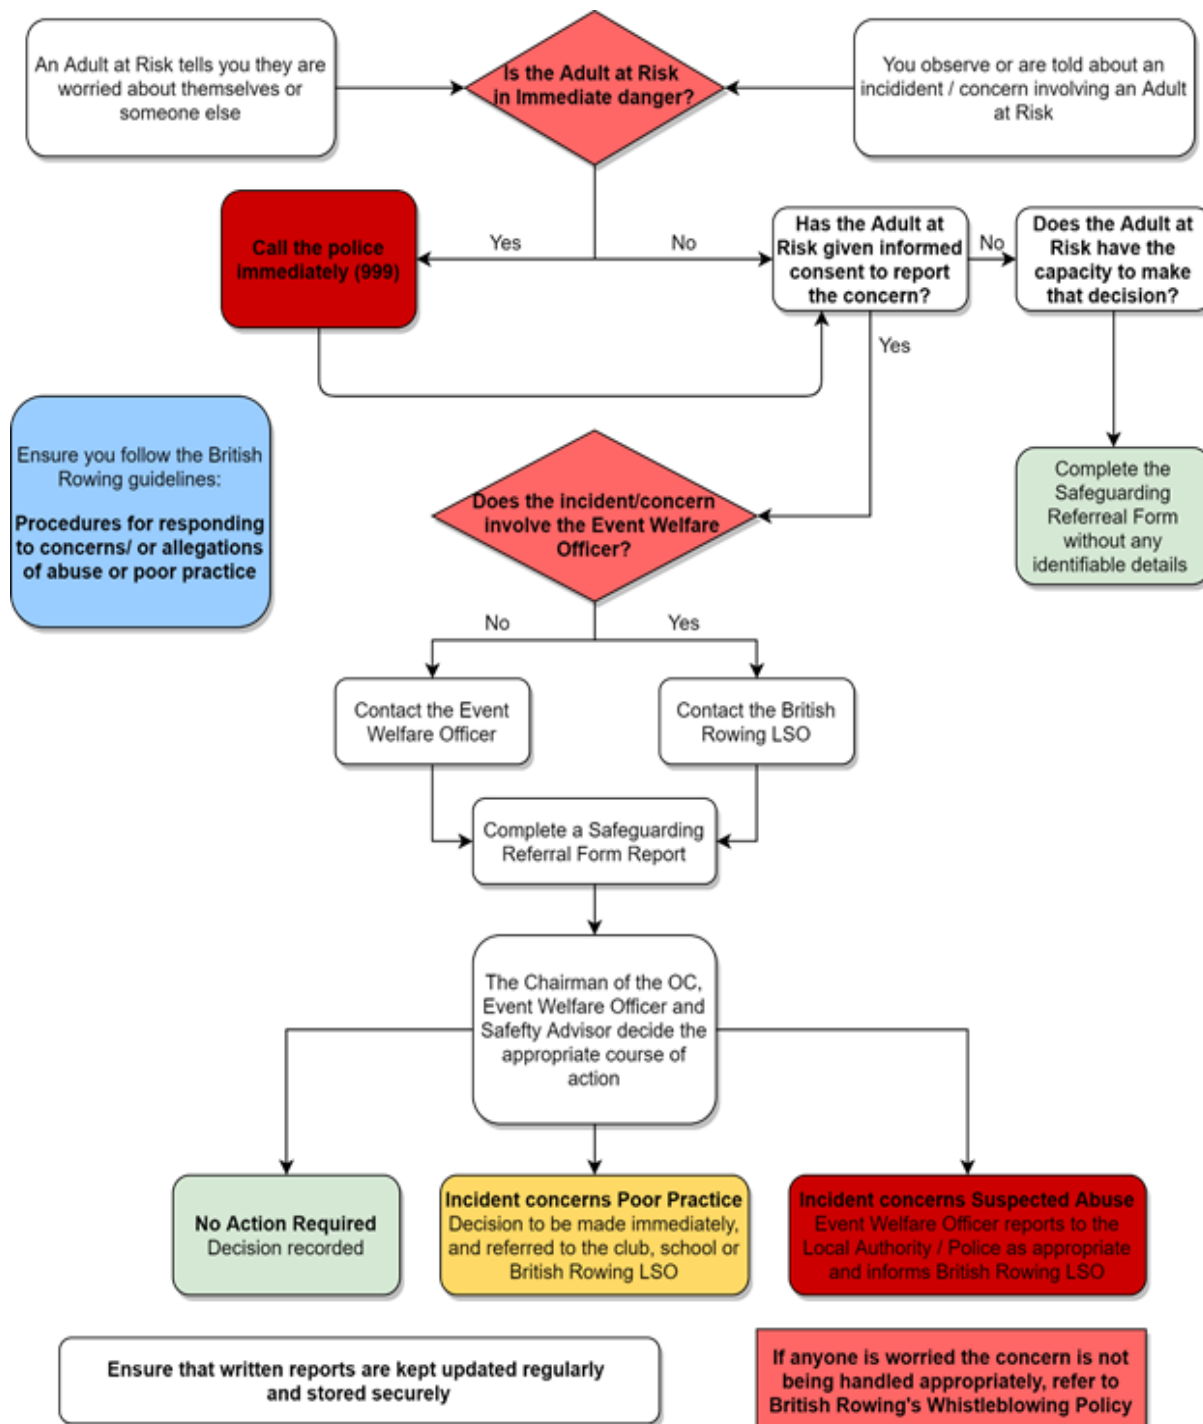 An Adult at Risk tells you they are
worried about themselves or
someone else
Is the Adult at Risk
in Immediate danger?
You observe or are told about an
incidident / concern involving an Adult
at Risk
Call the police
immediately (999)
Yes
No
Has the Adult at
Risk given informed
consent to report
the concern?
No
Does the Adult at
Risk have the
capacity to make
that decision?
Yes
Ensure you follow the British
Rowing guidelines:
Procedures for responding
to concerns/ or allegations
of abuse or poor practice
Does the incident/concern
involve the Event Welfare
Officer?
Complete the
Safeguarding
Referreal Form
without any
identifiable details
No
Yes
Contact the Event
Welfare Officer
Contact the British
Rowing LSO
Complete a Safeguarding
Referral Form Report
The Chairman of the OC,
Event Welfare Officer and
Safefty Advisor decide the
appropriate course of
action
No Action Required
Decision recorded
Incident concerns Poor Practice
Decision to be made immediately,
and referred to the club, school or
British Rowing LSO
Incident concerns Suspected Abuse
Event Welfare Officer reports to the
Local Authority / Police as appropriate
and informs British Rowing LSO
Ensure that written reports are kept updated regularly
and stored securely
If anyone is worried the concern is not
being handled appropriately, refer to
British Rowing's Whistleblowing Policy